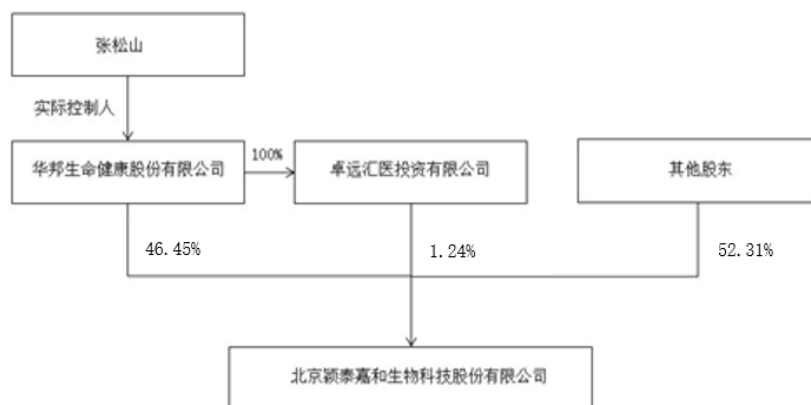 张松山
实际控制人
华邦生命健康股份有限公司
100%
卓远汇医投资有限公司
其他股东
46.45%
1.24%
52.31%
北京颖泰嘉和生物科技股份有限公司